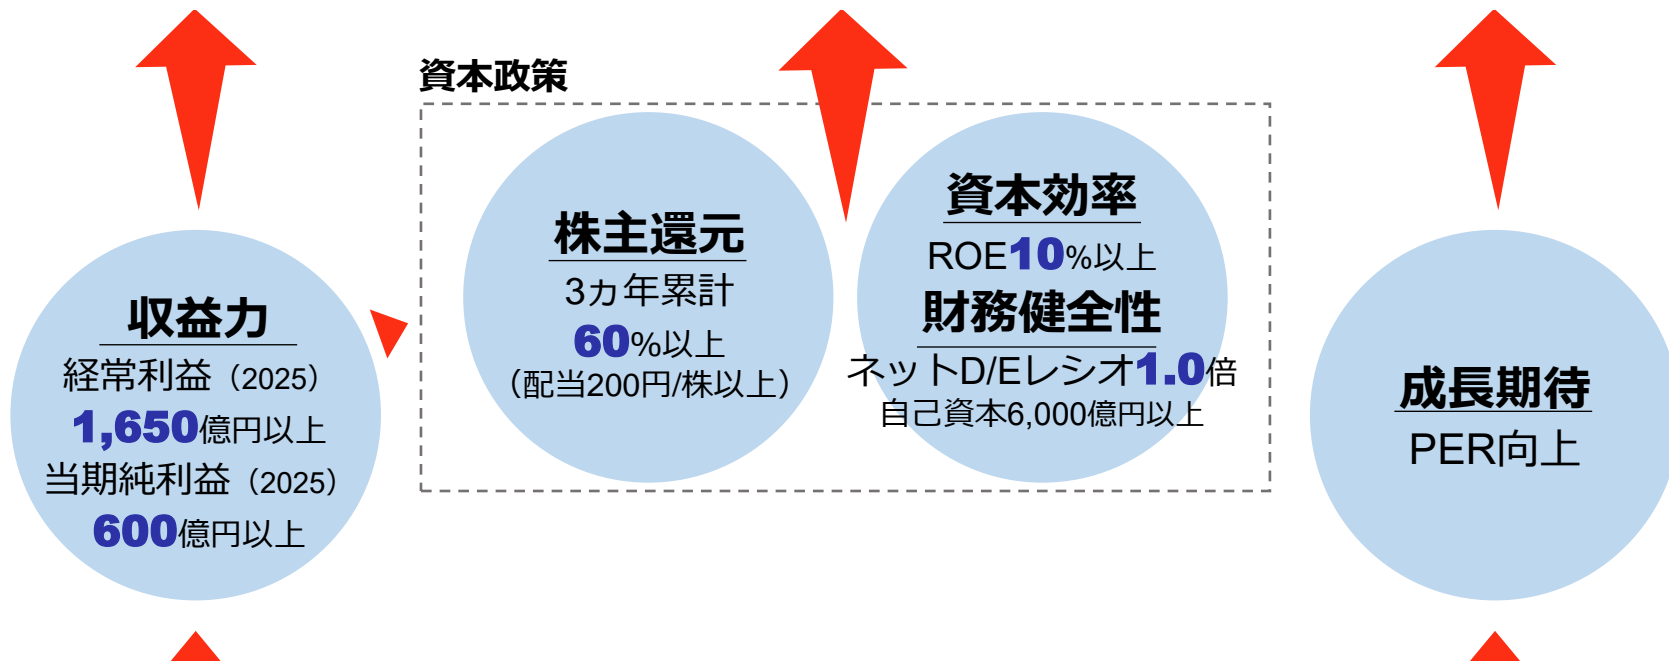 資本政策
収益力
経常利益（2025）
1,650億円以上
当期純利益（2025）
600億円以上
株主還元
3ヵ年累計
60%以上
（配当200円/株以上）
資本効率
ROE10%以上
財務健全性
ネットD/Eレシオ1.0倍
自己資本6,000億円以上
成長期待
PER向上